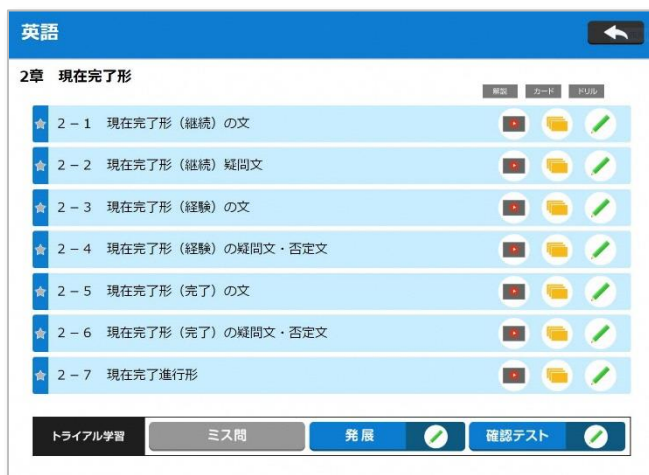 英語
2章　現在完了形
解説　カード　ドリル
2－1　現在完了形（継続）の文
2－2　現在完了形（継続）疑問文
2－3　現在完了形（経験）の文
2－4　現在完了形（経験）の疑問文・否定文
2－5　現在完了形（完了）の文
2－6　現在完了形（完了）の疑問文・否定文
2－7　現在完了進行形
トライアル学習　ミス問　発展　確認テスト